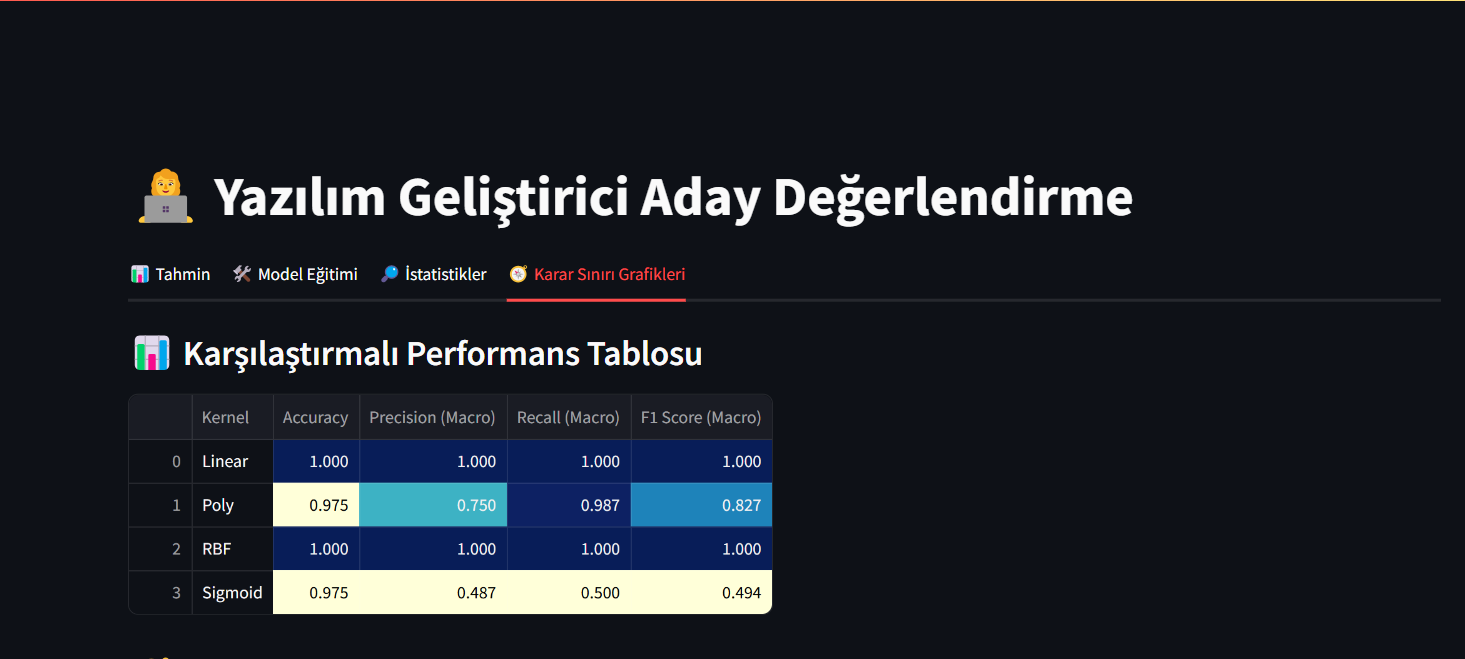 Yazılım Geliştirici Aday Değerlendirme
Tahmin Model Eğitimi İstatistikler Karar Sınırı Grafikleri
Karşılaştırmalı Performans Tablosu
Kernel Accuracy Precision (Macro) Recall (Macro) F1 Score (Macro)
0 Linear 1.000 1.000 1.000 1.000
1 Poly 0.975 0.750 0.987 0.827
2 RBF 1.000 1.000 1.000 1.000
3 Sigmoid 0.975 0.487 0.500 0.494